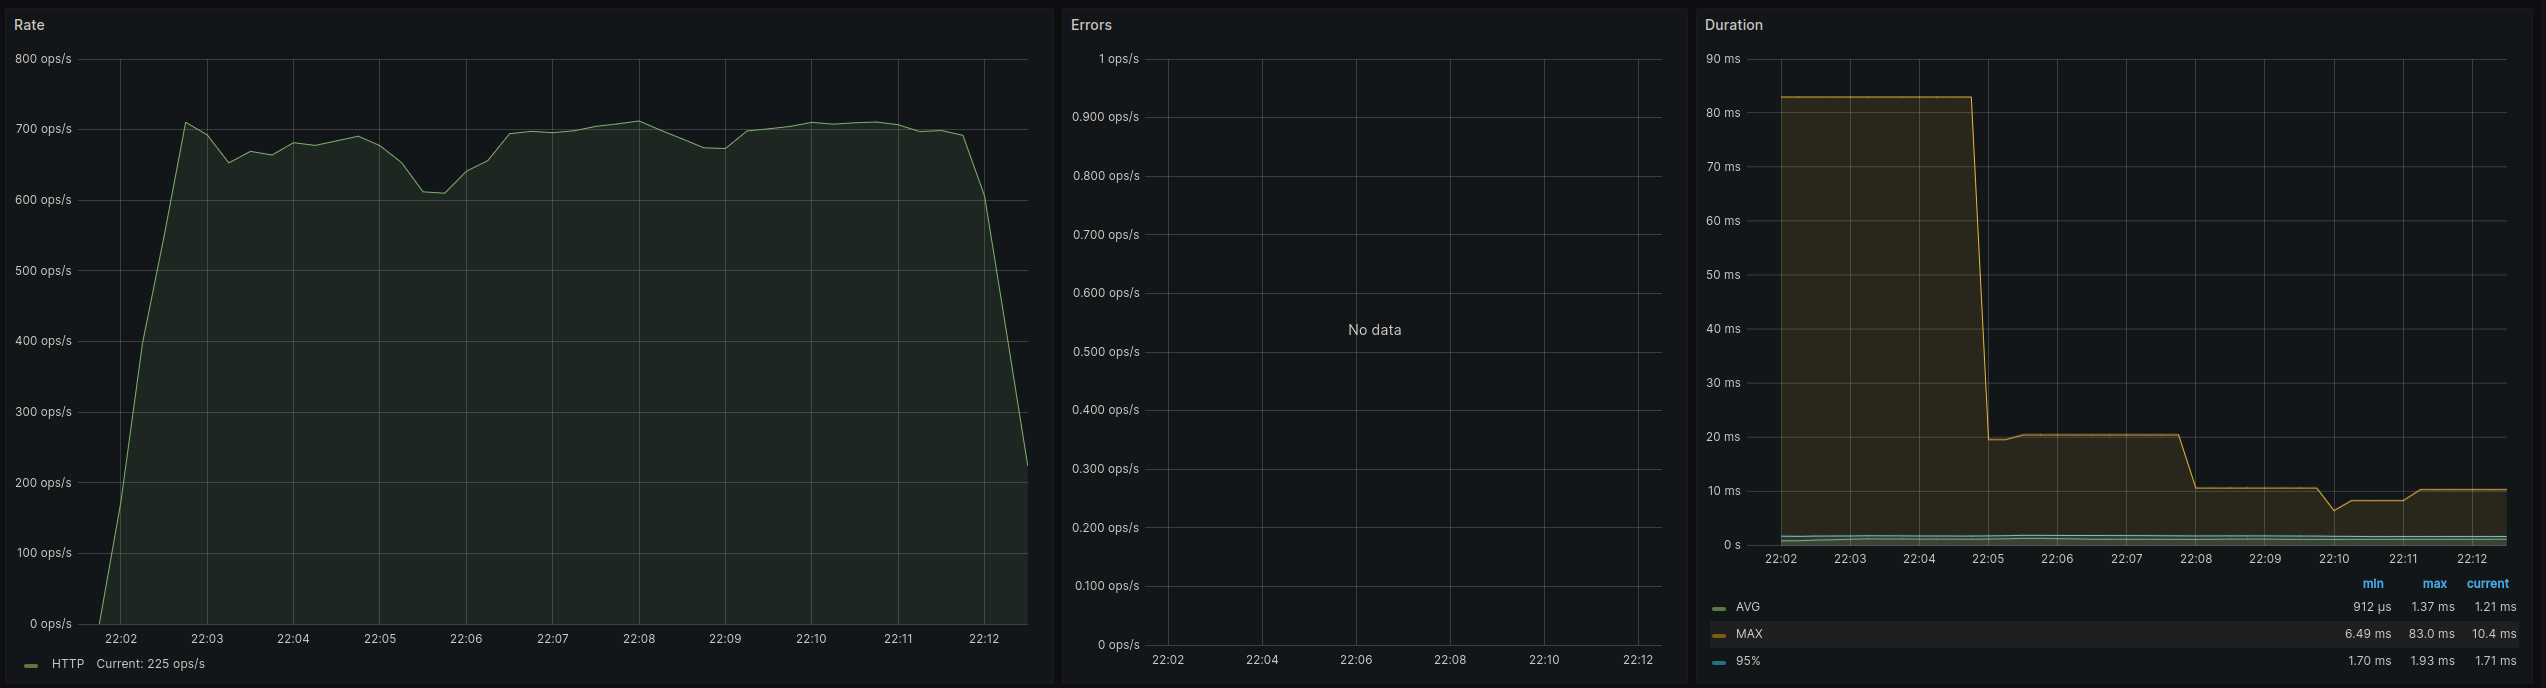 Rate
800 ops/s
700 ops/s
600 ops/s
500 ops/s
400 ops/s
300 ops/s
200 ops/s
100 ops/s
0 ops/s
22:02 22:03 22:04 22:05 22:06 22:07 22:08 22:09 22:10 22:11 22:12
HTTP Current: 225 ops/s
Errors
1 ops/s
0.900 ops/s
0.800 ops/s
0.700 ops/s
0.600 ops/s
No data
0.500 ops/s
0.400 ops/s
0.300 ops/s
0.200 ops/s
0.100 ops/s
0 ops/s
22:02 22:04 22:06 22:08 22:10 22:12
Duration
90 ms
80 ms
70 ms
60 ms
50 ms
40 ms
30 ms
20 ms
10 ms
0 s
22:02 22:03 22:04 22:05 22:06 22:07 22:08 22:09 22:10 22:11 22:12
min max current
AVG 912 µs 1.37 ms 1.21 ms
MAX 6.49 ms 83.0 ms 10.4 ms
95% 1.70 ms 1.93 ms 1.71 ms